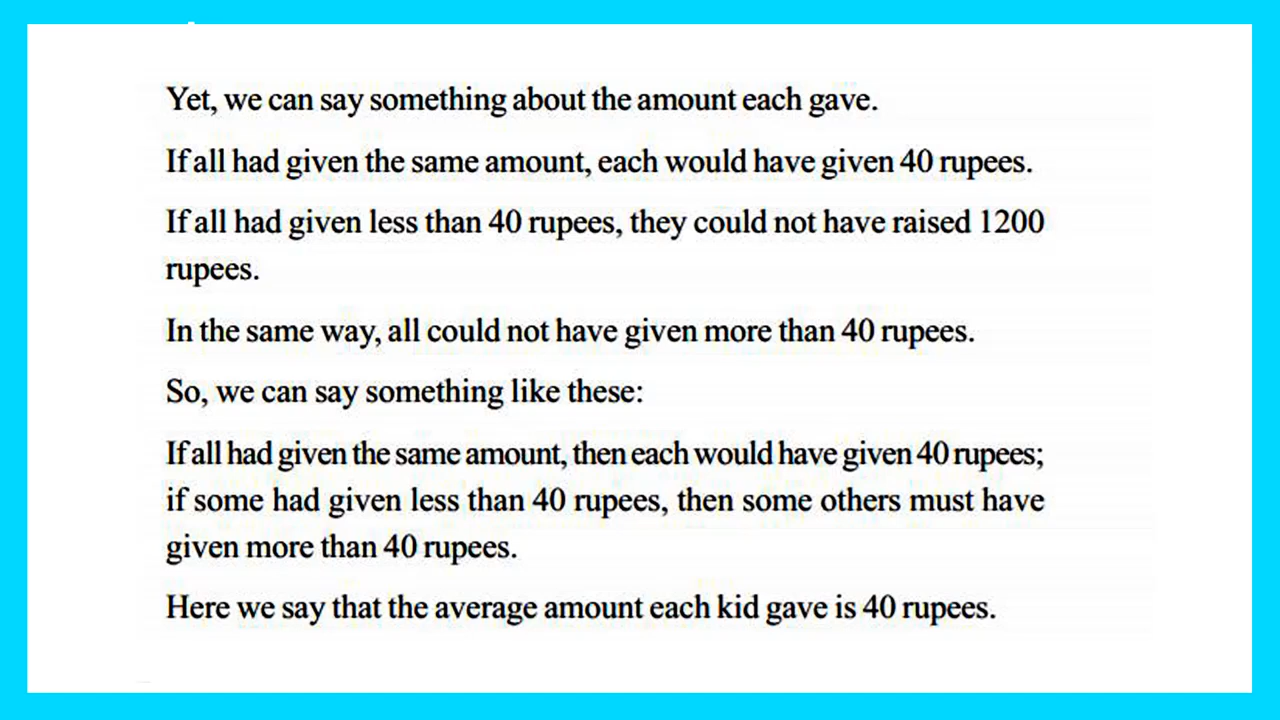 Yet, we can say something about the amount each gave.
If all had given the same amount, each would have given 40 rupees.
If all had given less than 40 rupees, they could not have raised 1200
rupees.
In the same way, all could not have given more than 40 rupees.
So, we can say something like these:
If all had given the same amount, then each would have given 40 rupees;
if some had given less than 40 rupees, then some others must have
given more than 40 rupees.
Here we say that the average amount each kid gave is 40 rupees.